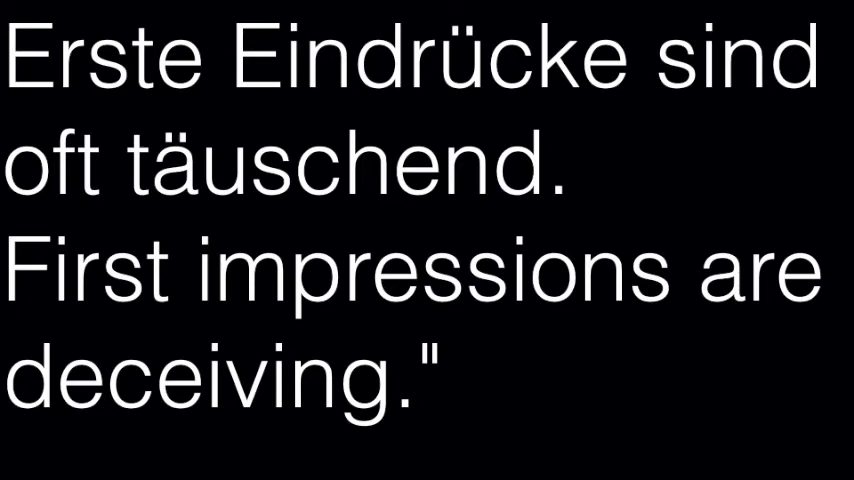 Erste Eindrücke sind
oft täuschend.
First impressions are
deceiving."